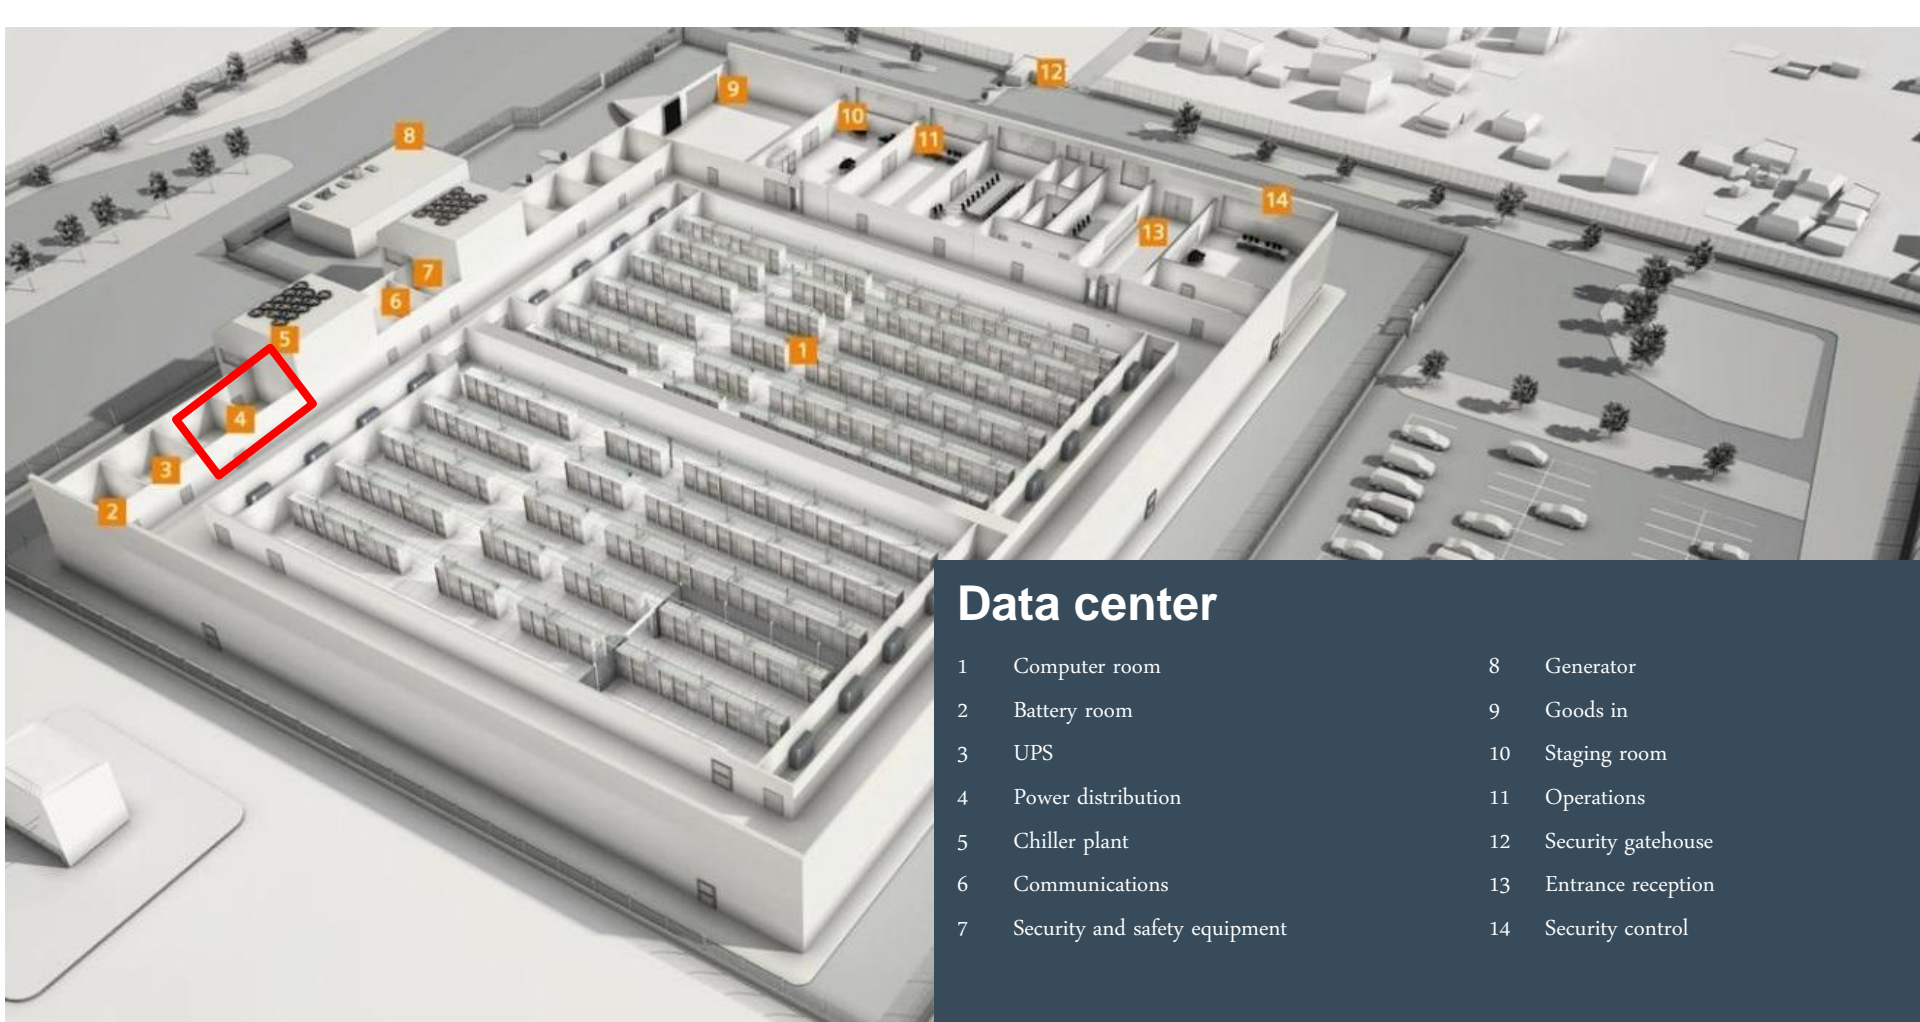 12
9
10
8
11
14
13
7
6
5
1
4
3
2
Data center
1 Computer room
2 Battery room
3 UPS
4 Power distribution
5 Chiller plant
6 Communications
7 Security and safety equipment
8 Generator
9 Goods in
10 Staging room
11 Operations
12 Security gatehouse
13 Entrance reception
14 Security control